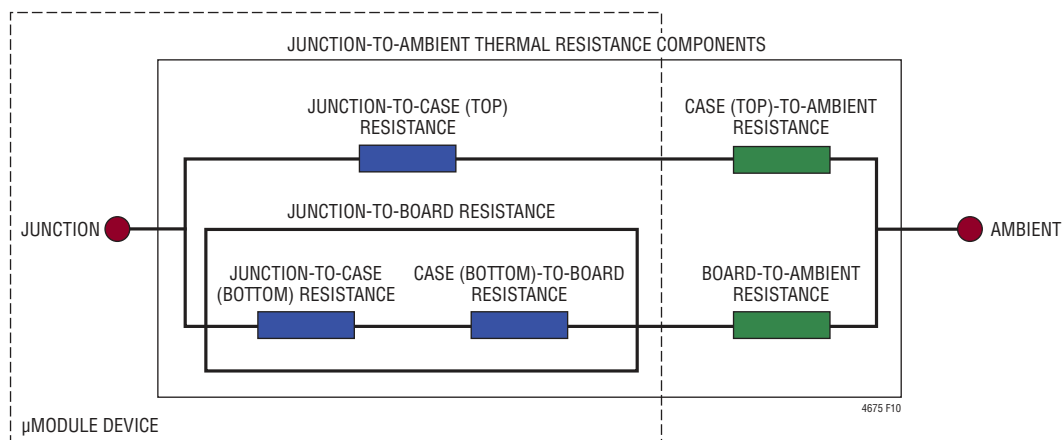 JUNCTION-TO-AMBIENT THERMAL RESISTANCE COMPONENTS
JUNCTION-TO-CASE (TOP)
RESISTANCE
CASE (TOP)-TO-AMBIENT
RESISTANCE
JUNCTION
JUNCTION-TO-BOARD RESISTANCE
AMBIENT
JUNCTION-TO-CASE
(BOTTOM) RESISTANCE
CASE (BOTTOM)-TO-BOARD
RESISTANCE
BOARD-TO-AMBIENT
RESISTANCE
4675 F10
µMODULE DEVICE